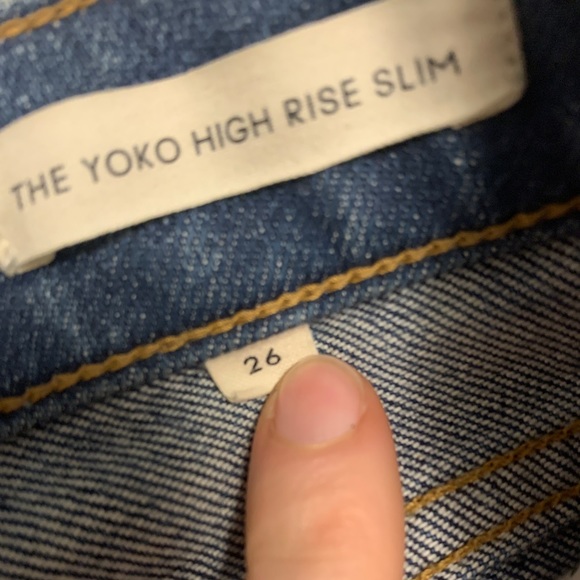 THE YOKO HIGH RISE SLIM
26